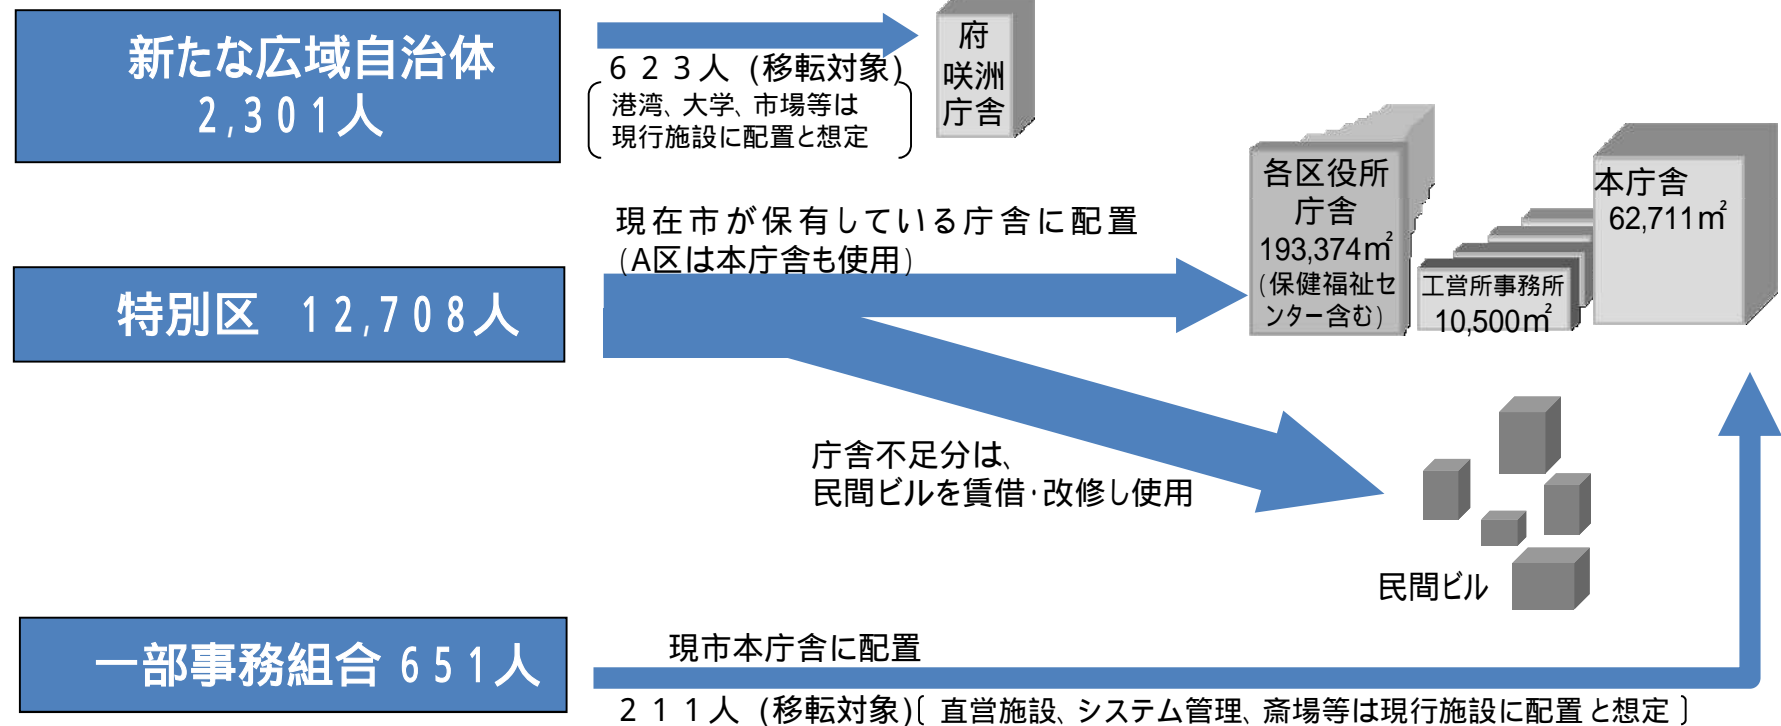 新たな広域自治体
2,301人
623人 (移転対象)
港湾、大学、市場等は
現行施設に配置と想定
府
咲洲
庁舎
特別区 12,708人
現在市が保有している庁舎に配置
(A区は本庁舎も使用)
各区役所
庁舎
193,374㎡
(保健福祉セ
ンター含む)
工営所事務所
10,500㎡
本庁舎
62,711㎡
庁舎不足分は、
民間ビルを賃借・改修し使用
民間ビル
一部事務組合 651人
現市本庁舎に配置
211人 (移転対象)〔 直営施設、システム管理、斎場等は現行施設に配置と想定 〕